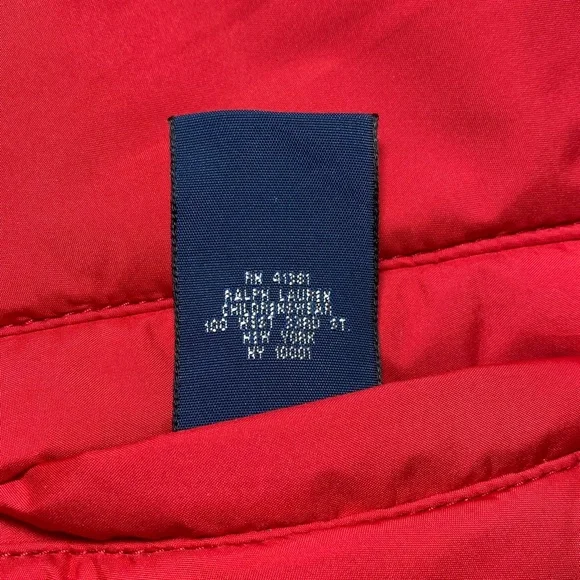 RN 41381
RALPH LAUREN
CHILDRENSWEAR
100 WEST 33RD ST.
NEW YORK
NY 10001